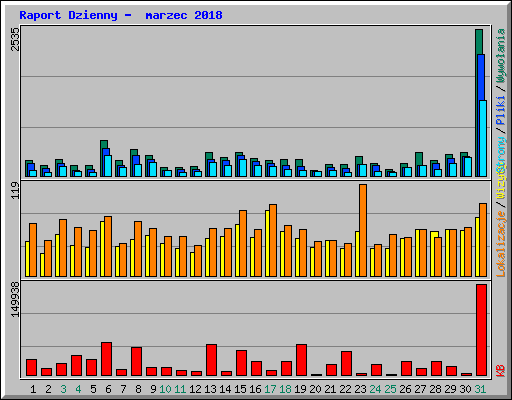 Raport Dzienny - marzec 2018
2535
119
149938
Wywolania / Pliki / Strony
Lokalizacje / Wizyt
KB
1 2 3 4 5 6 7 8 9 10 11 12 13 14 15 16 17 18 19 20 21 22 23 24 25 26 27 28 29 30 31